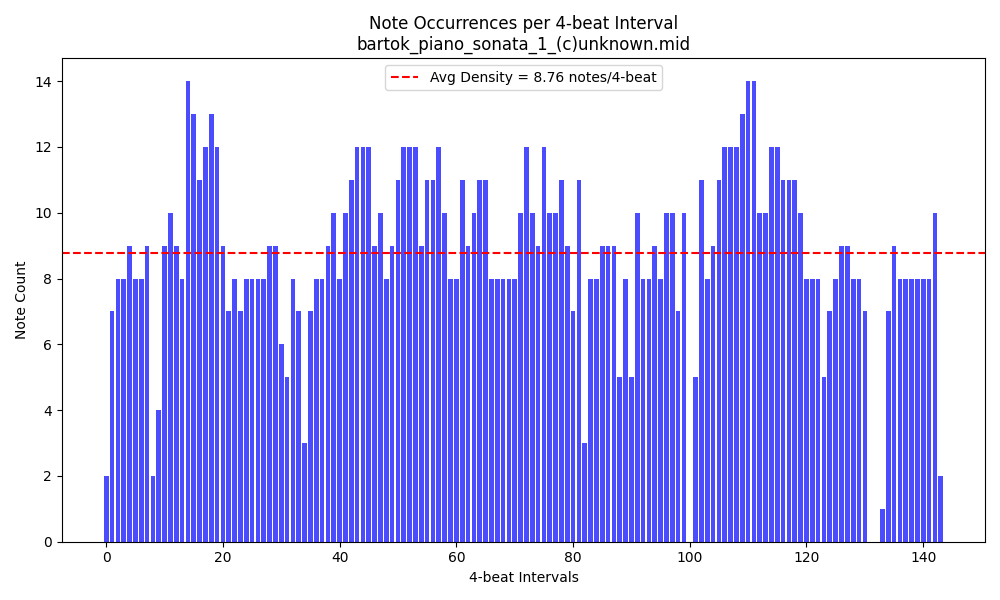 Note Occurrences per 4-beat Interval
bartok_piano_sonata_1_(c)unknown.mid
Avg Density = 8.76 notes/4-beat
14
12
10
8
6
4
2
0
Note Count
0 20 40 60 80 100 120 140
4-beat Intervals